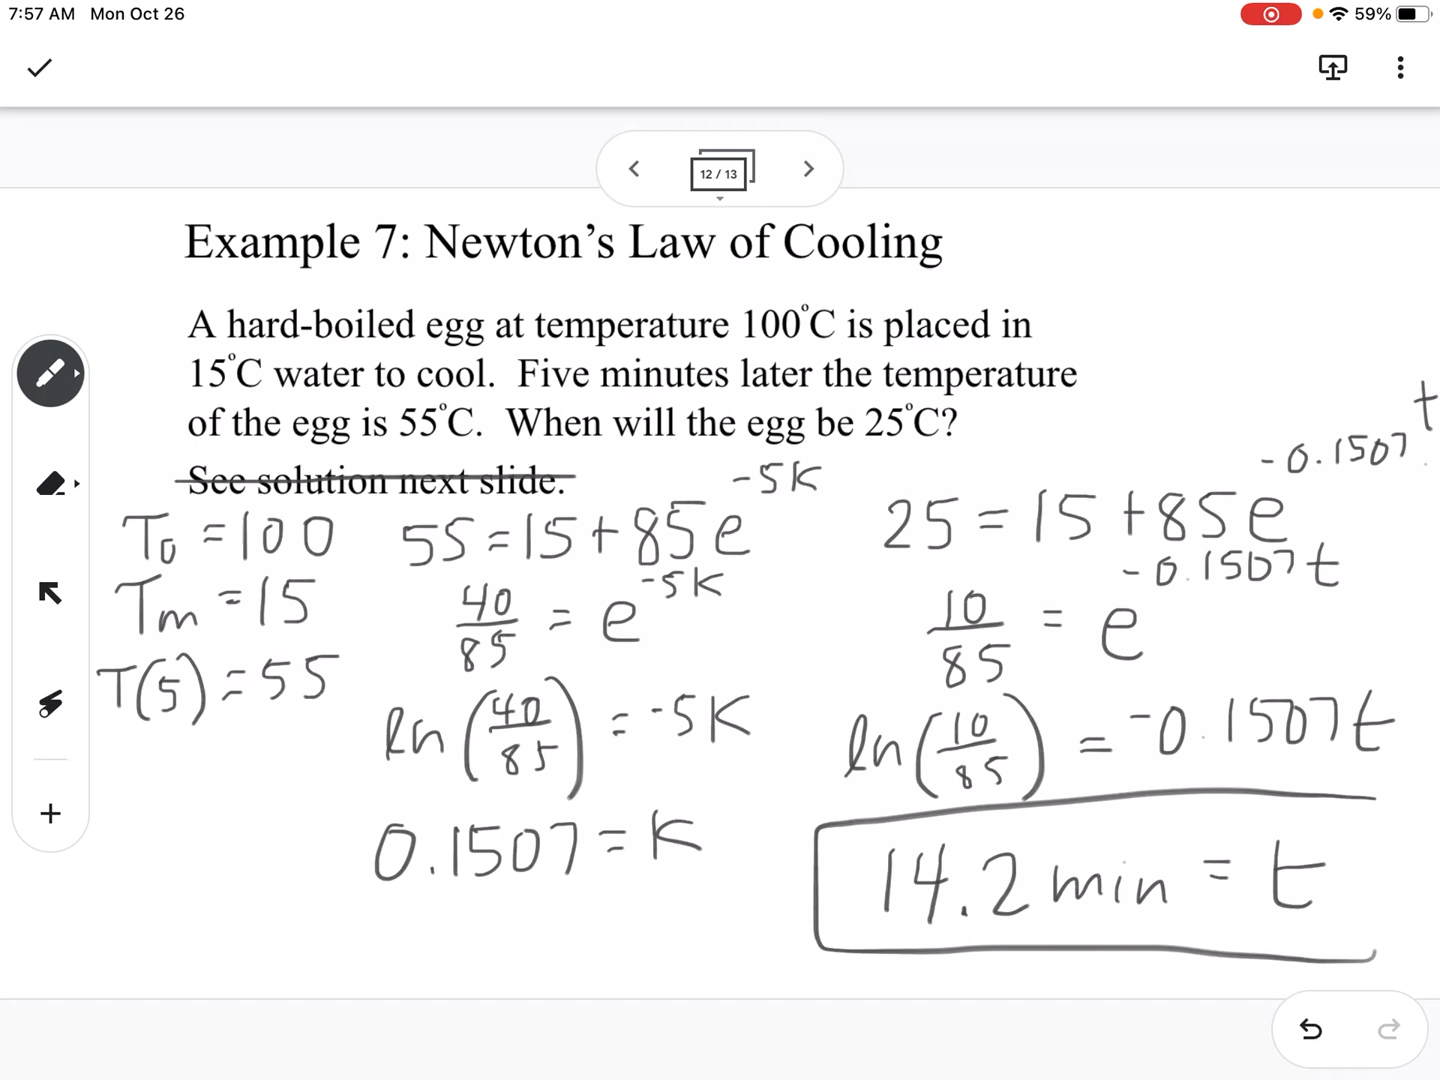 7:57 AM Mon Oct 26
59%
12 / 13
Example 7: Newton's Law of Cooling
A hard-boiled egg at temperature 100°C is placed in
15°C water to cool. Five minutes later the temperature
of the egg is 55°C. When will the egg be 25°C?
See solution next slide.
T₀ = 100
Tm = 15
T(5) = 55
55 = 15 + 85e^-5K
40/85 = e^-5K
ln(40/85) = -5K
0.1507 = K
25 = 15 + 85e^-0.1507t
10/85 = e^-0.1507t
ln(10/85) = -0.1507t
14.2 min = t